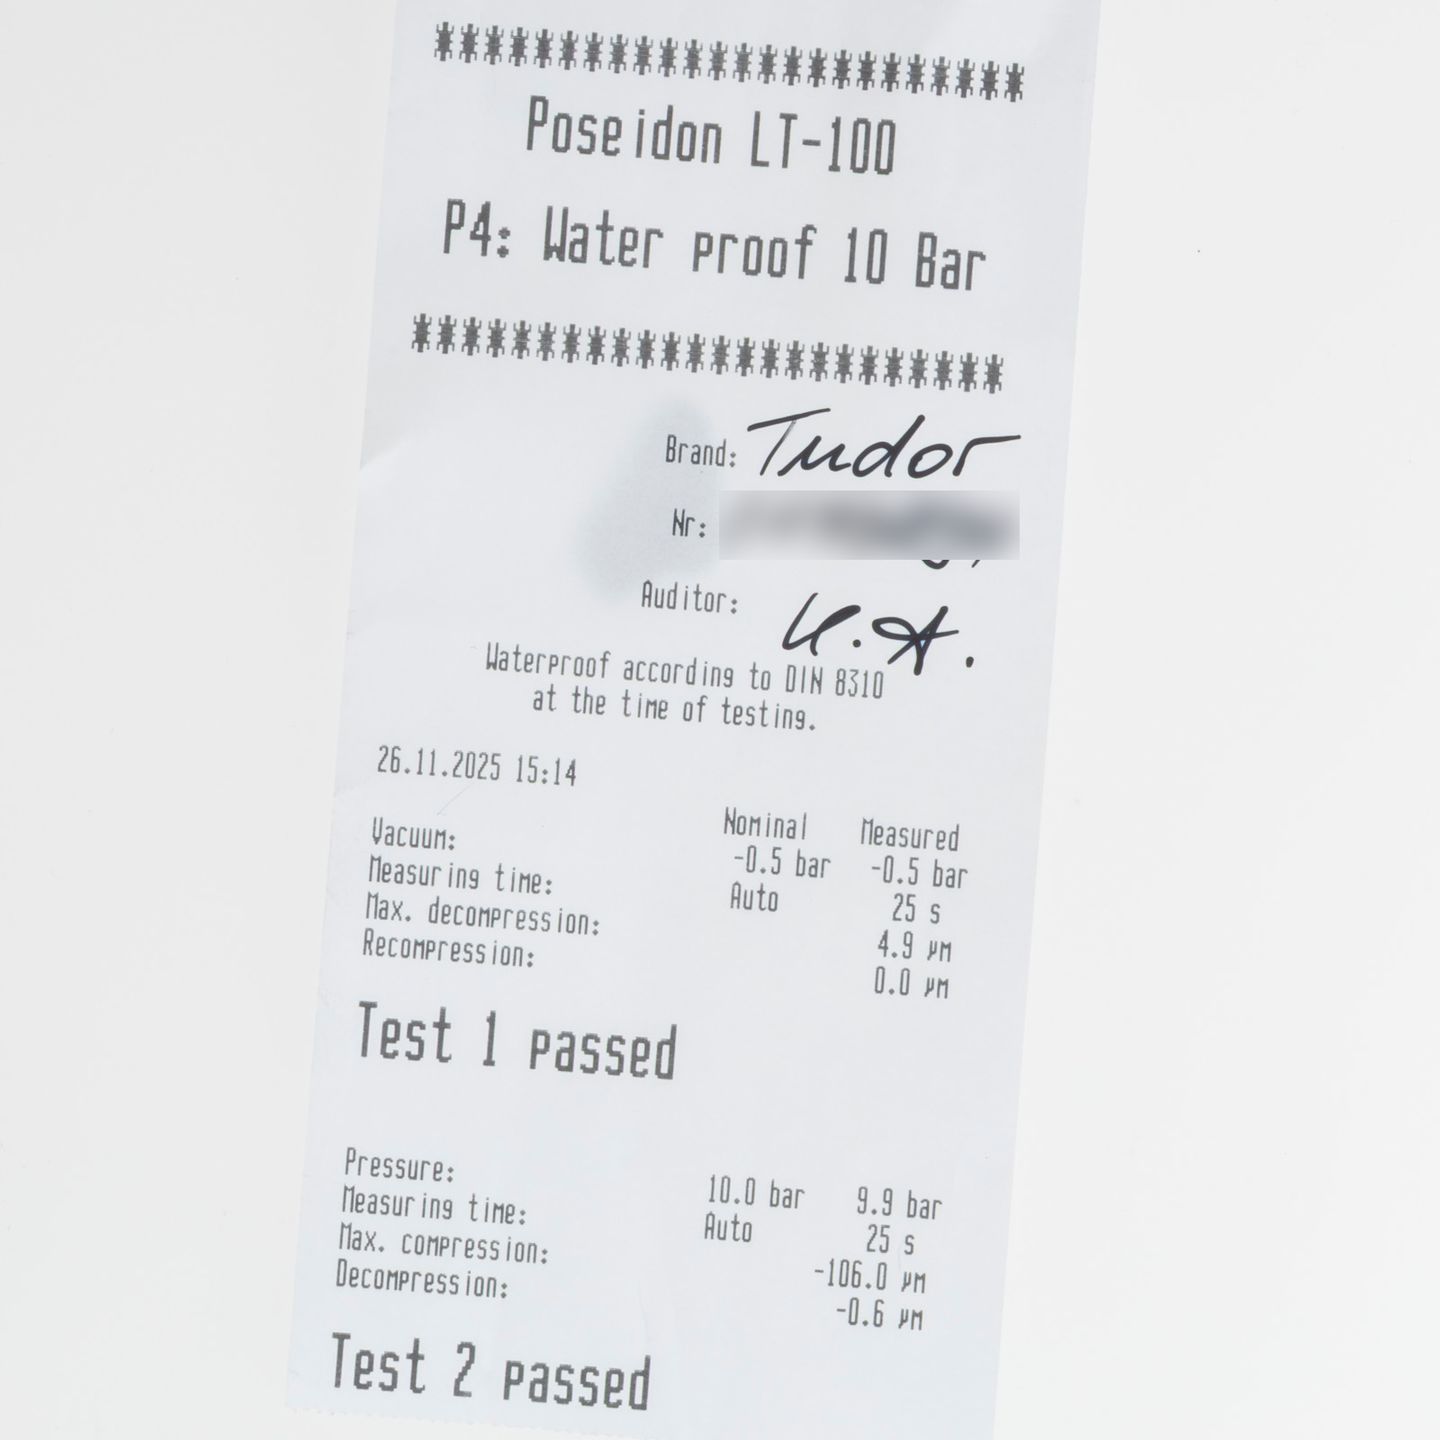 Poseidon LT-100
P4: Water proof 10 Bar
Brand: Tudor
Nr:
Auditor: K.A.
Waterproof according to DIN 8310
at the time of testing.
26.11.2025 15:14
Nominal Measured
Vacuum: -0.5 bar -0.5 bar
Measuring time: Auto 25 s
Max. decompression: 4.9 µm
Recompression: 0.0 µm
Test 1 passed
Pressure: 10.0 bar 9.9 bar
Measuring time: Auto 25 s
Max. compression: -106.0 µm
Decompression: -0.6 µm
Test 2 passed